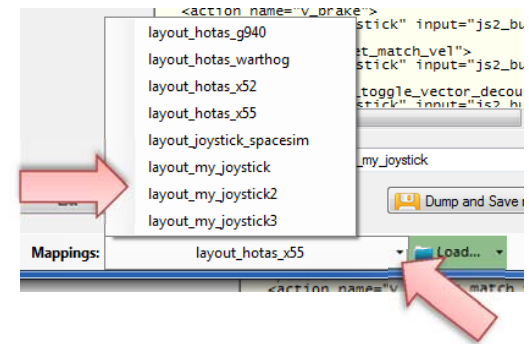 <action name="v_brake">
stick" input="js2_bu
et_match_vel">
stick" input="js2_bu
_toggle_vector_decou
layout_hotas_g940
layout_hotas_warthog
layout_hotas_x52
layout_hotas_x55
layout_joystick_spacesim
layout_my_joystick
layout_my_joystick2
layout_my_joystick3
_my_joystick
Dump and Save
Mappings:
layout_hotas_x55
Load...
<action name="v
match